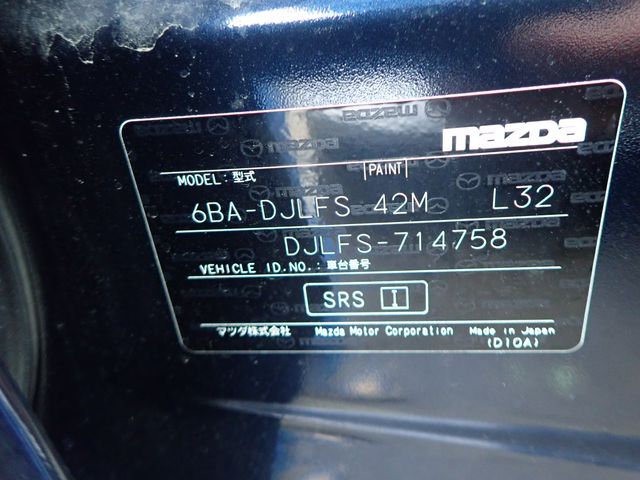 mazda
MODEL:型式 PAINT
6BA-DJLFS 42M L32
DJLFS-714758
VEHICLE ID.NO.:車台番号
SRS I
マツダ株式会社 Mazda Motor Corporation Made in Japan
(D10A)